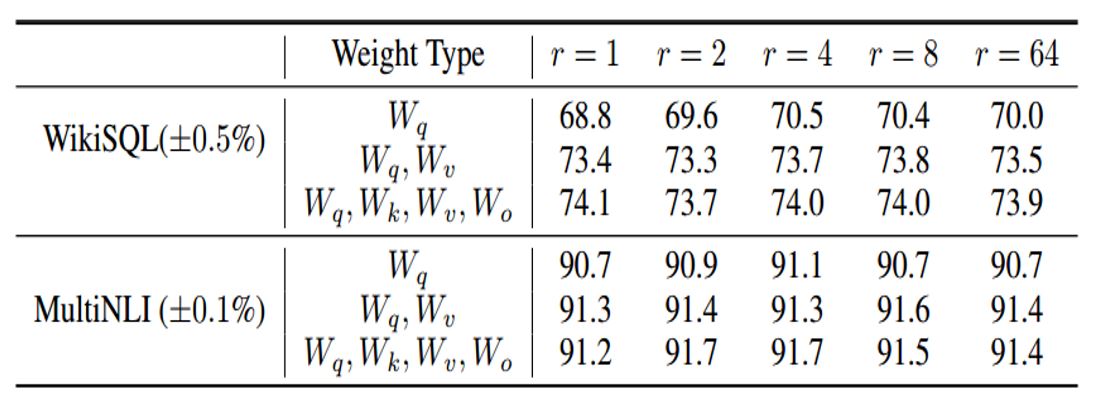 Weight Type r = 1 r = 2 r = 4 r = 8 r = 64
WikiSQL(±0.5%)
W_q 68.8 69.6 70.5 70.4 70.0
W_q, W_v 73.4 73.3 73.7 73.8 73.5
W_q, W_k, W_v, W_o 74.1 73.7 74.0 74.0 73.9
MultiNLI (±0.1%)
W_q 90.7 90.9 91.1 90.7 90.7
W_q, W_v 91.3 91.4 91.3 91.6 91.4
W_q, W_k, W_v, W_o 91.2 91.7 91.7 91.5 91.4